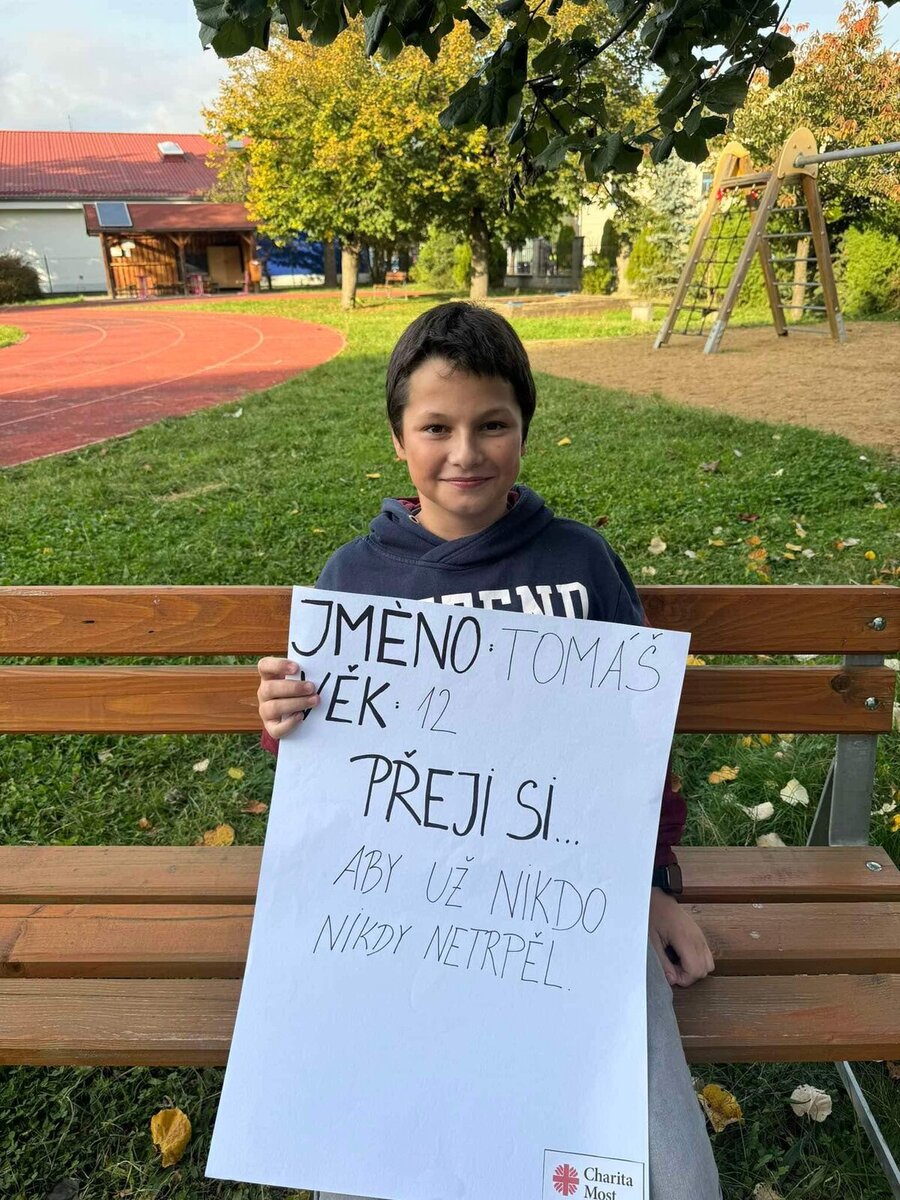 JMÈNO: TOMÁŠ
VĚK: 12
PŘEJI SI...
ABY UŽ NIKDO
NIKDY NETRPĚL.
Charita
Most